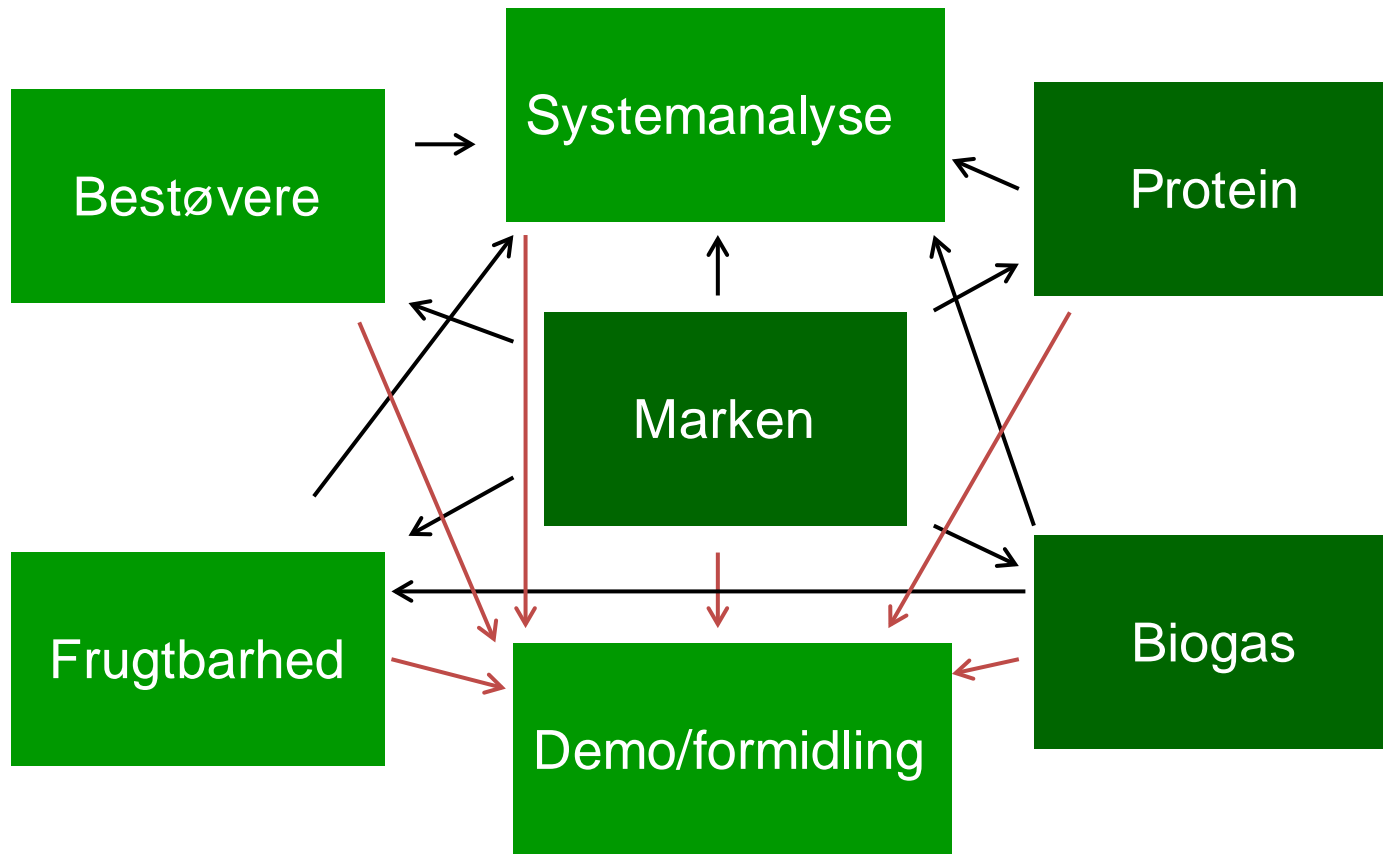 Systemanalyse
Bestøvere
Protein
Marken
Frugtbarhed
Biogas
Demo/formidling